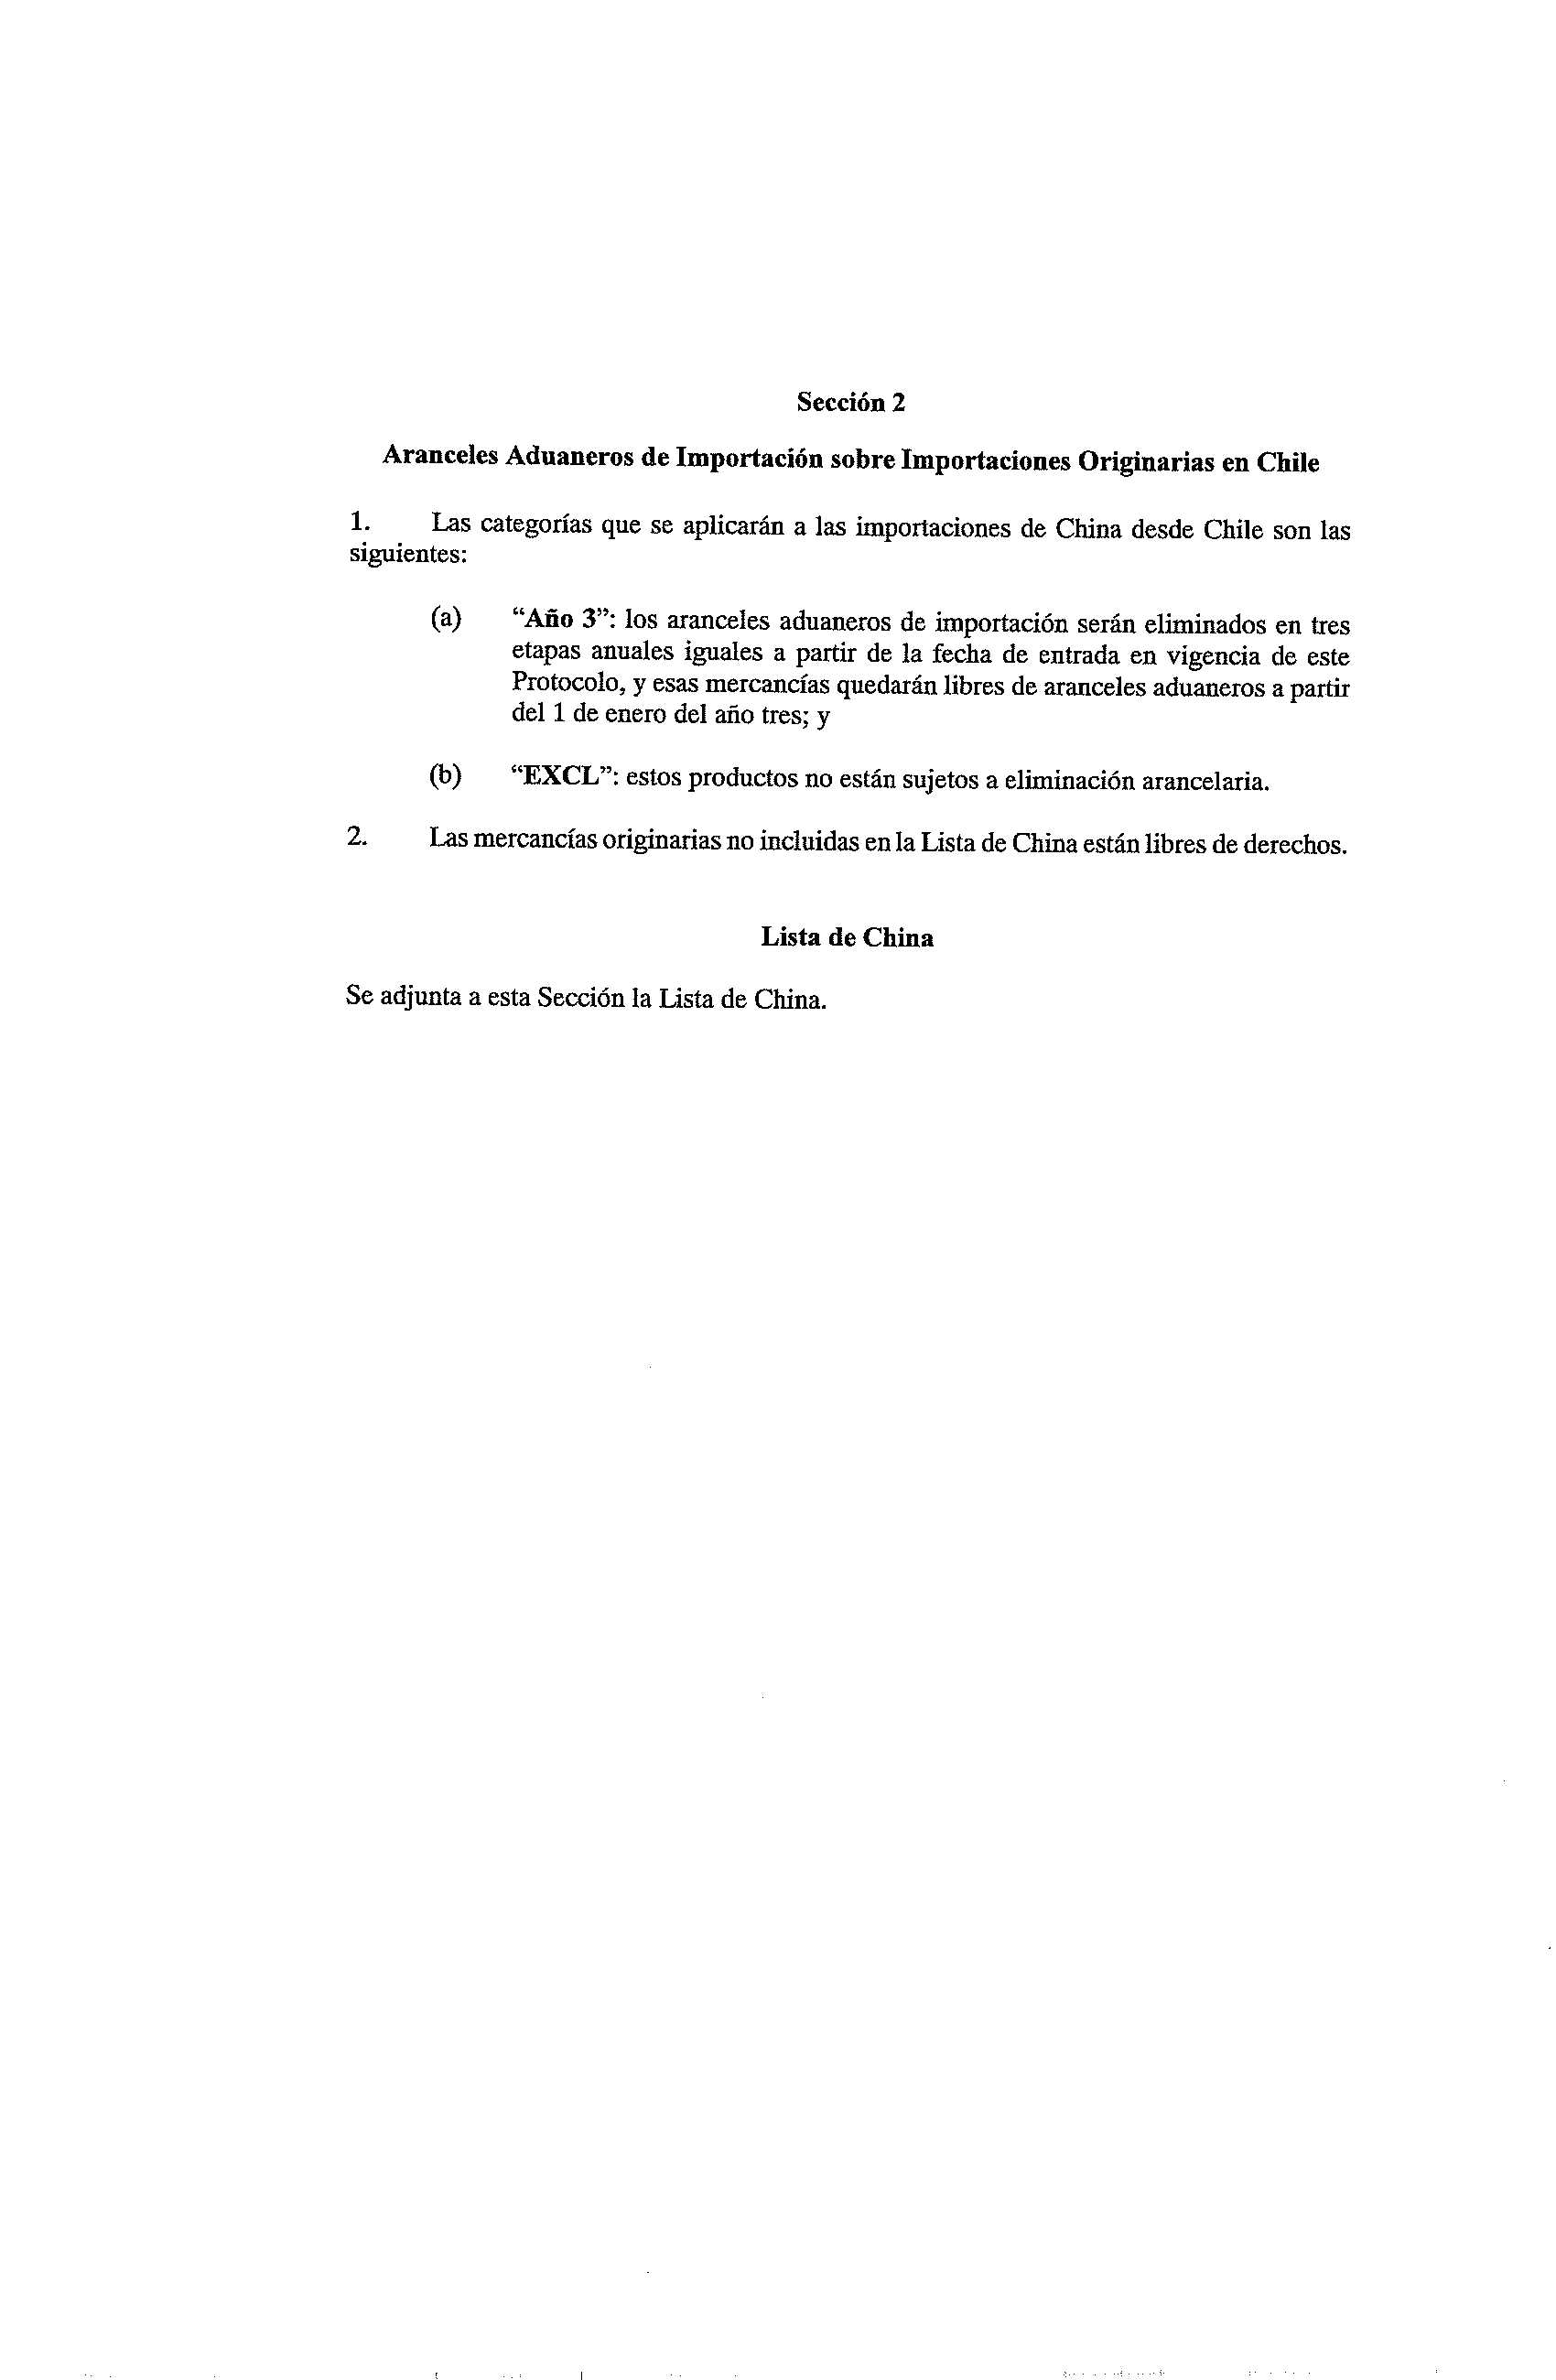 Sección 2
Aranceles Aduaneros de Importación sobre Importaciones Originarias en Chile
1. Las categorías que se aplicarán a las importaciones de China desde Chile son las
siguientes:
(a) “Año 3”: los aranceles aduaneros de importación serán eliminados en tres
etapas anuales iguales a partir de la fecha de entrada en vigencia de este
Protocolo, y esas mercancías quedarán libres de aranceles aduaneros a partir
del 1 de enero del año tres; y
(b) “EXCL”: estos productos no están sujetos a eliminación arancelaria.
2. Las mercancías originarias no incluidas en la Lista de China están libres de derechos.
Lista de China
Se adjunta a esta Sección la Lista de China.